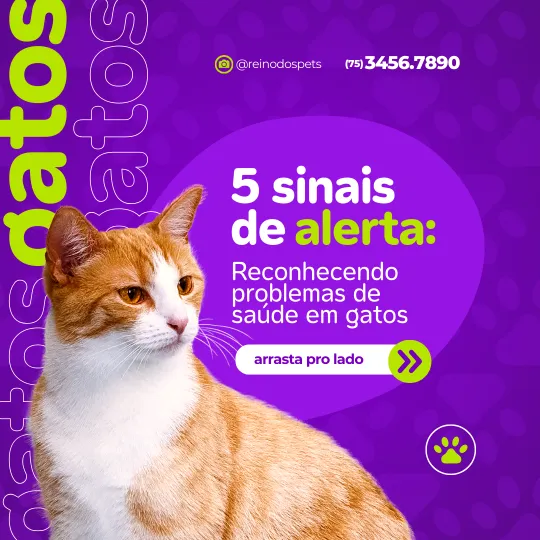 gatos
gatos
gatos
@reinodospets
(75) 3456.7890
5 sinais
de alerta:
Reconhecendo
problemas de
saúde em gatos
arrasta pro lado